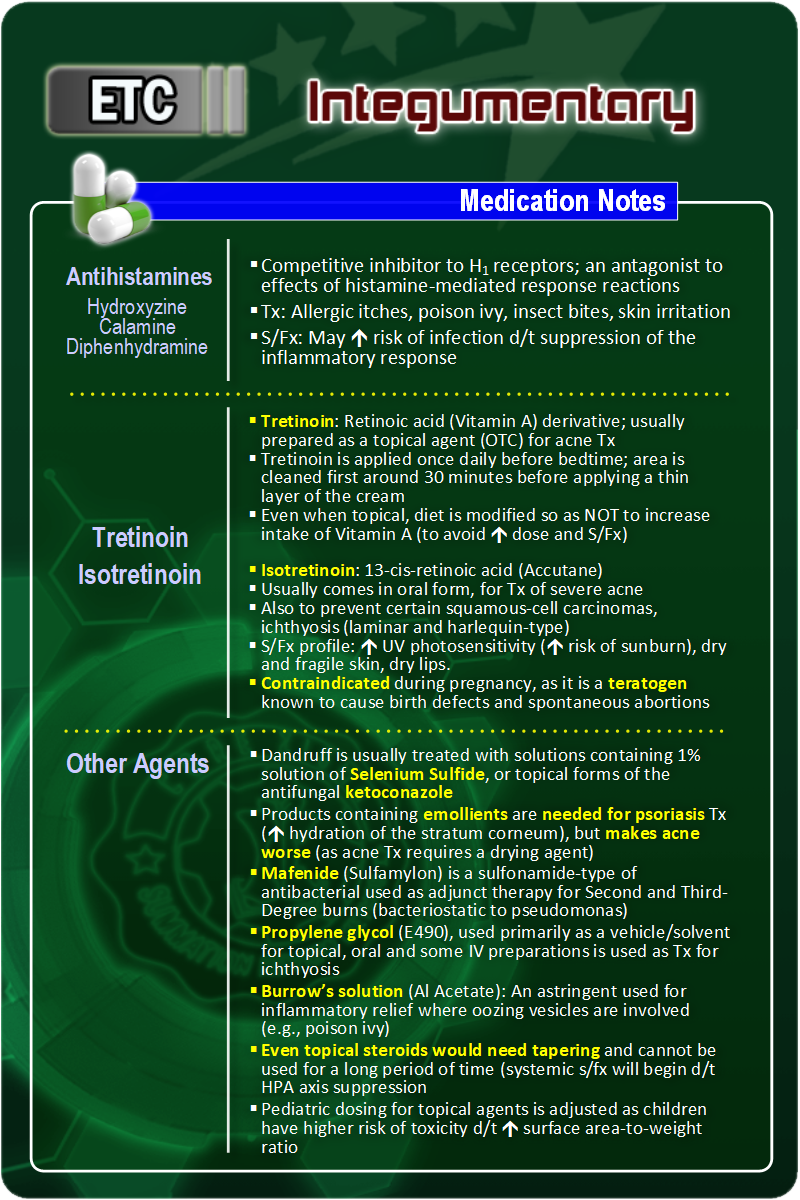 ETC
Integumentary
Medication Notes
Antihistamines
Hydroxyzine
Calamine
Diphenhydramine
▪ Competitive inhibitor to H₁ receptors; an antagonist to
effects of histamine-mediated response reactions
▪ Tx: Allergic itches, poison ivy, insect bites, skin irritation
▪ S/Fx: May ↑ risk of infection d/t suppression of the
inflammatory response
Tretinoin
Isotretinoin
▪ Tretinoin: Retinoic acid (Vitamin A) derivative; usually
prepared as a topical agent (OTC) for acne Tx
▪ Tretinoin is applied once daily before bedtime; area is
cleaned first around 30 minutes before applying a thin
layer of the cream
▪ Even when topical, diet is modified so as NOT to increase
intake of Vitamin A (to avoid ↑ dose and S/Fx)
▪ Isotretinoin: 13-cis-retinoic acid (Accutane)
▪ Usually comes in oral form, for Tx of severe acne
▪ Also to prevent certain squamous-cell carcinomas,
ichthyosis (laminar and harlequin-type)
▪ S/Fx profile: ↑ UV photosensitivity (↑ risk of sunburn), dry
and fragile skin, dry lips.
▪ Contraindicated during pregnancy, as it is a teratogen
known to cause birth defects and spontaneous abortions
Other Agents
▪ Dandruff is usually treated with solutions containing 1%
solution of Selenium Sulfide, or topical forms of the
antifungal ketoconazole
▪ Products containing emollients are needed for psoriasis Tx
(↑ hydration of the stratum corneum), but makes acne
worse (as acne Tx requires a drying agent)
▪ Mafenide (Sulfamylon) is a sulfonamide-type of
antibacterial used as adjunct therapy for Second and Third-
Degree burns (bacteriostatic to pseudomonas)
▪ Propylene glycol (E490), used primarily as a vehicle/solvent
for topical, oral and some IV preparations is used as Tx for
ichthyosis
▪ Burrow's solution (Al Acetate): An astringent used for
inflammatory relief where oozing vesicles are involved
(e.g., poison ivy)
▪ Even topical steroids would need tapering and cannot be
used for a long period of time (systemic s/fx will begin d/t
HPA axis suppression
▪ Pediatric dosing for topical agents is adjusted as children
have higher risk of toxicity d/t ↑ surface area-to-weight
ratio